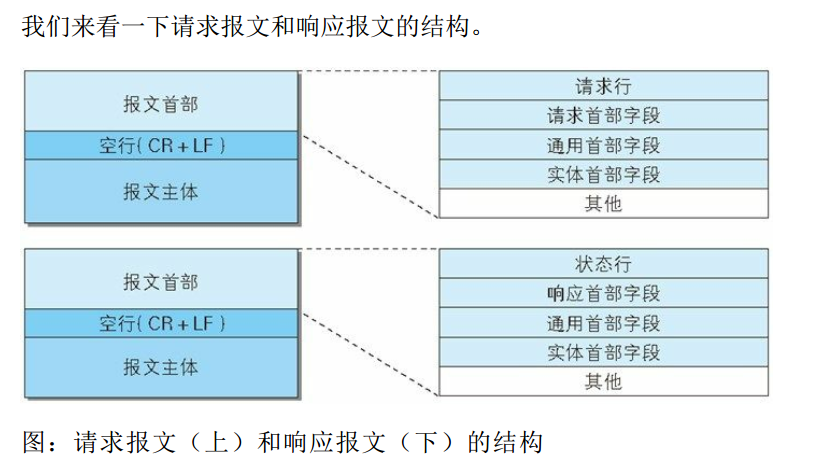 我们来看一下请求报文和响应报文的结构。
报文首部
空行(CR+LF)
报文主体
请求行
请求首部字段
通用首部字段
实体首部字段
其他
报文首部
空行(CR+LF)
报文主体
状态行
响应首部字段
通用首部字段
实体首部字段
其他
图：请求报文（上）和响应报文（下）的结构